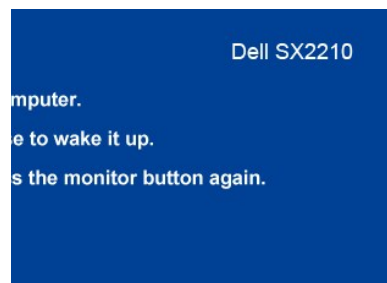 Dell SX2210
mputer.
e to wake it up.
s the monitor button again.